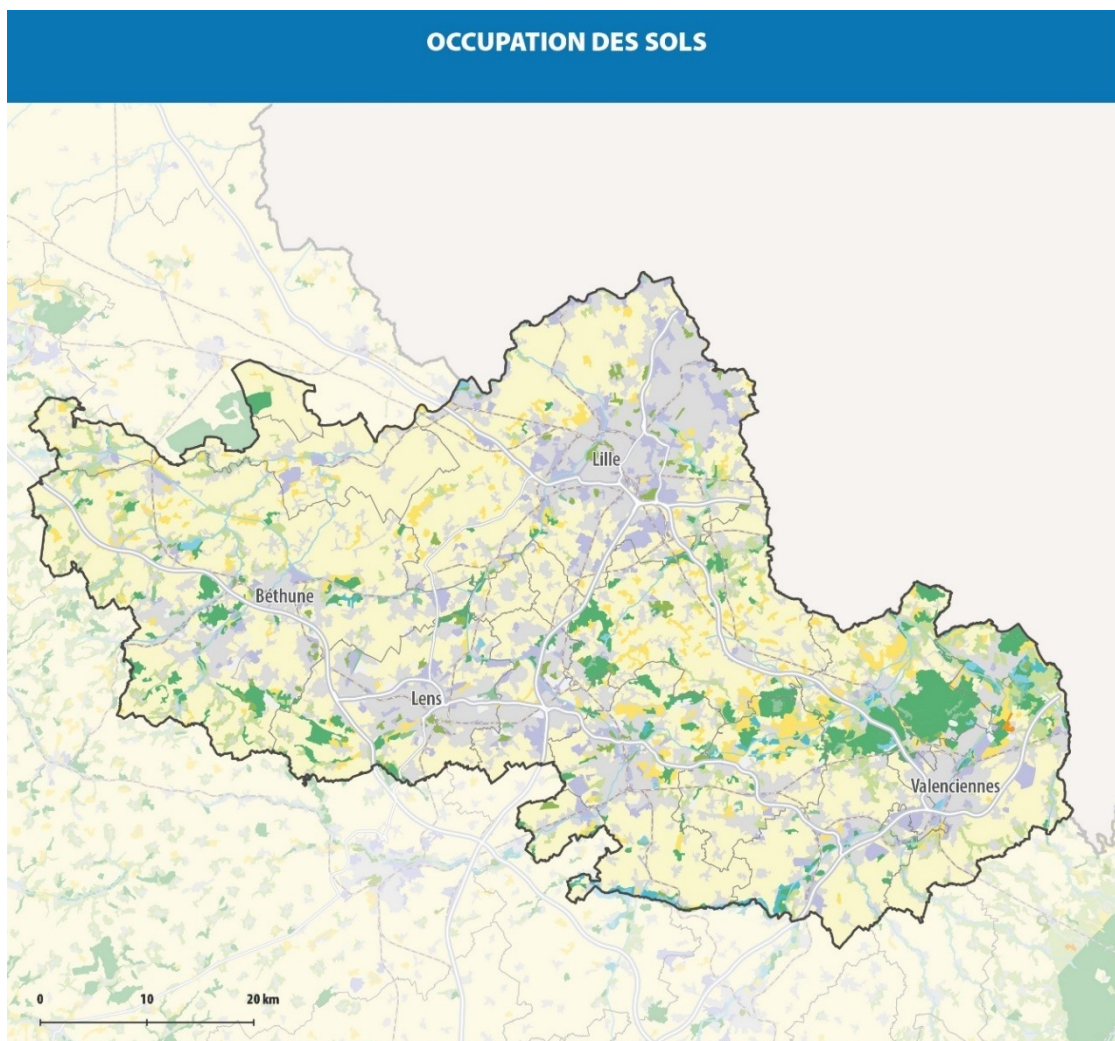 OCCUPATION DES SOLS
Lille
Béthune
Lens
Valenciennes
0 10 20 km